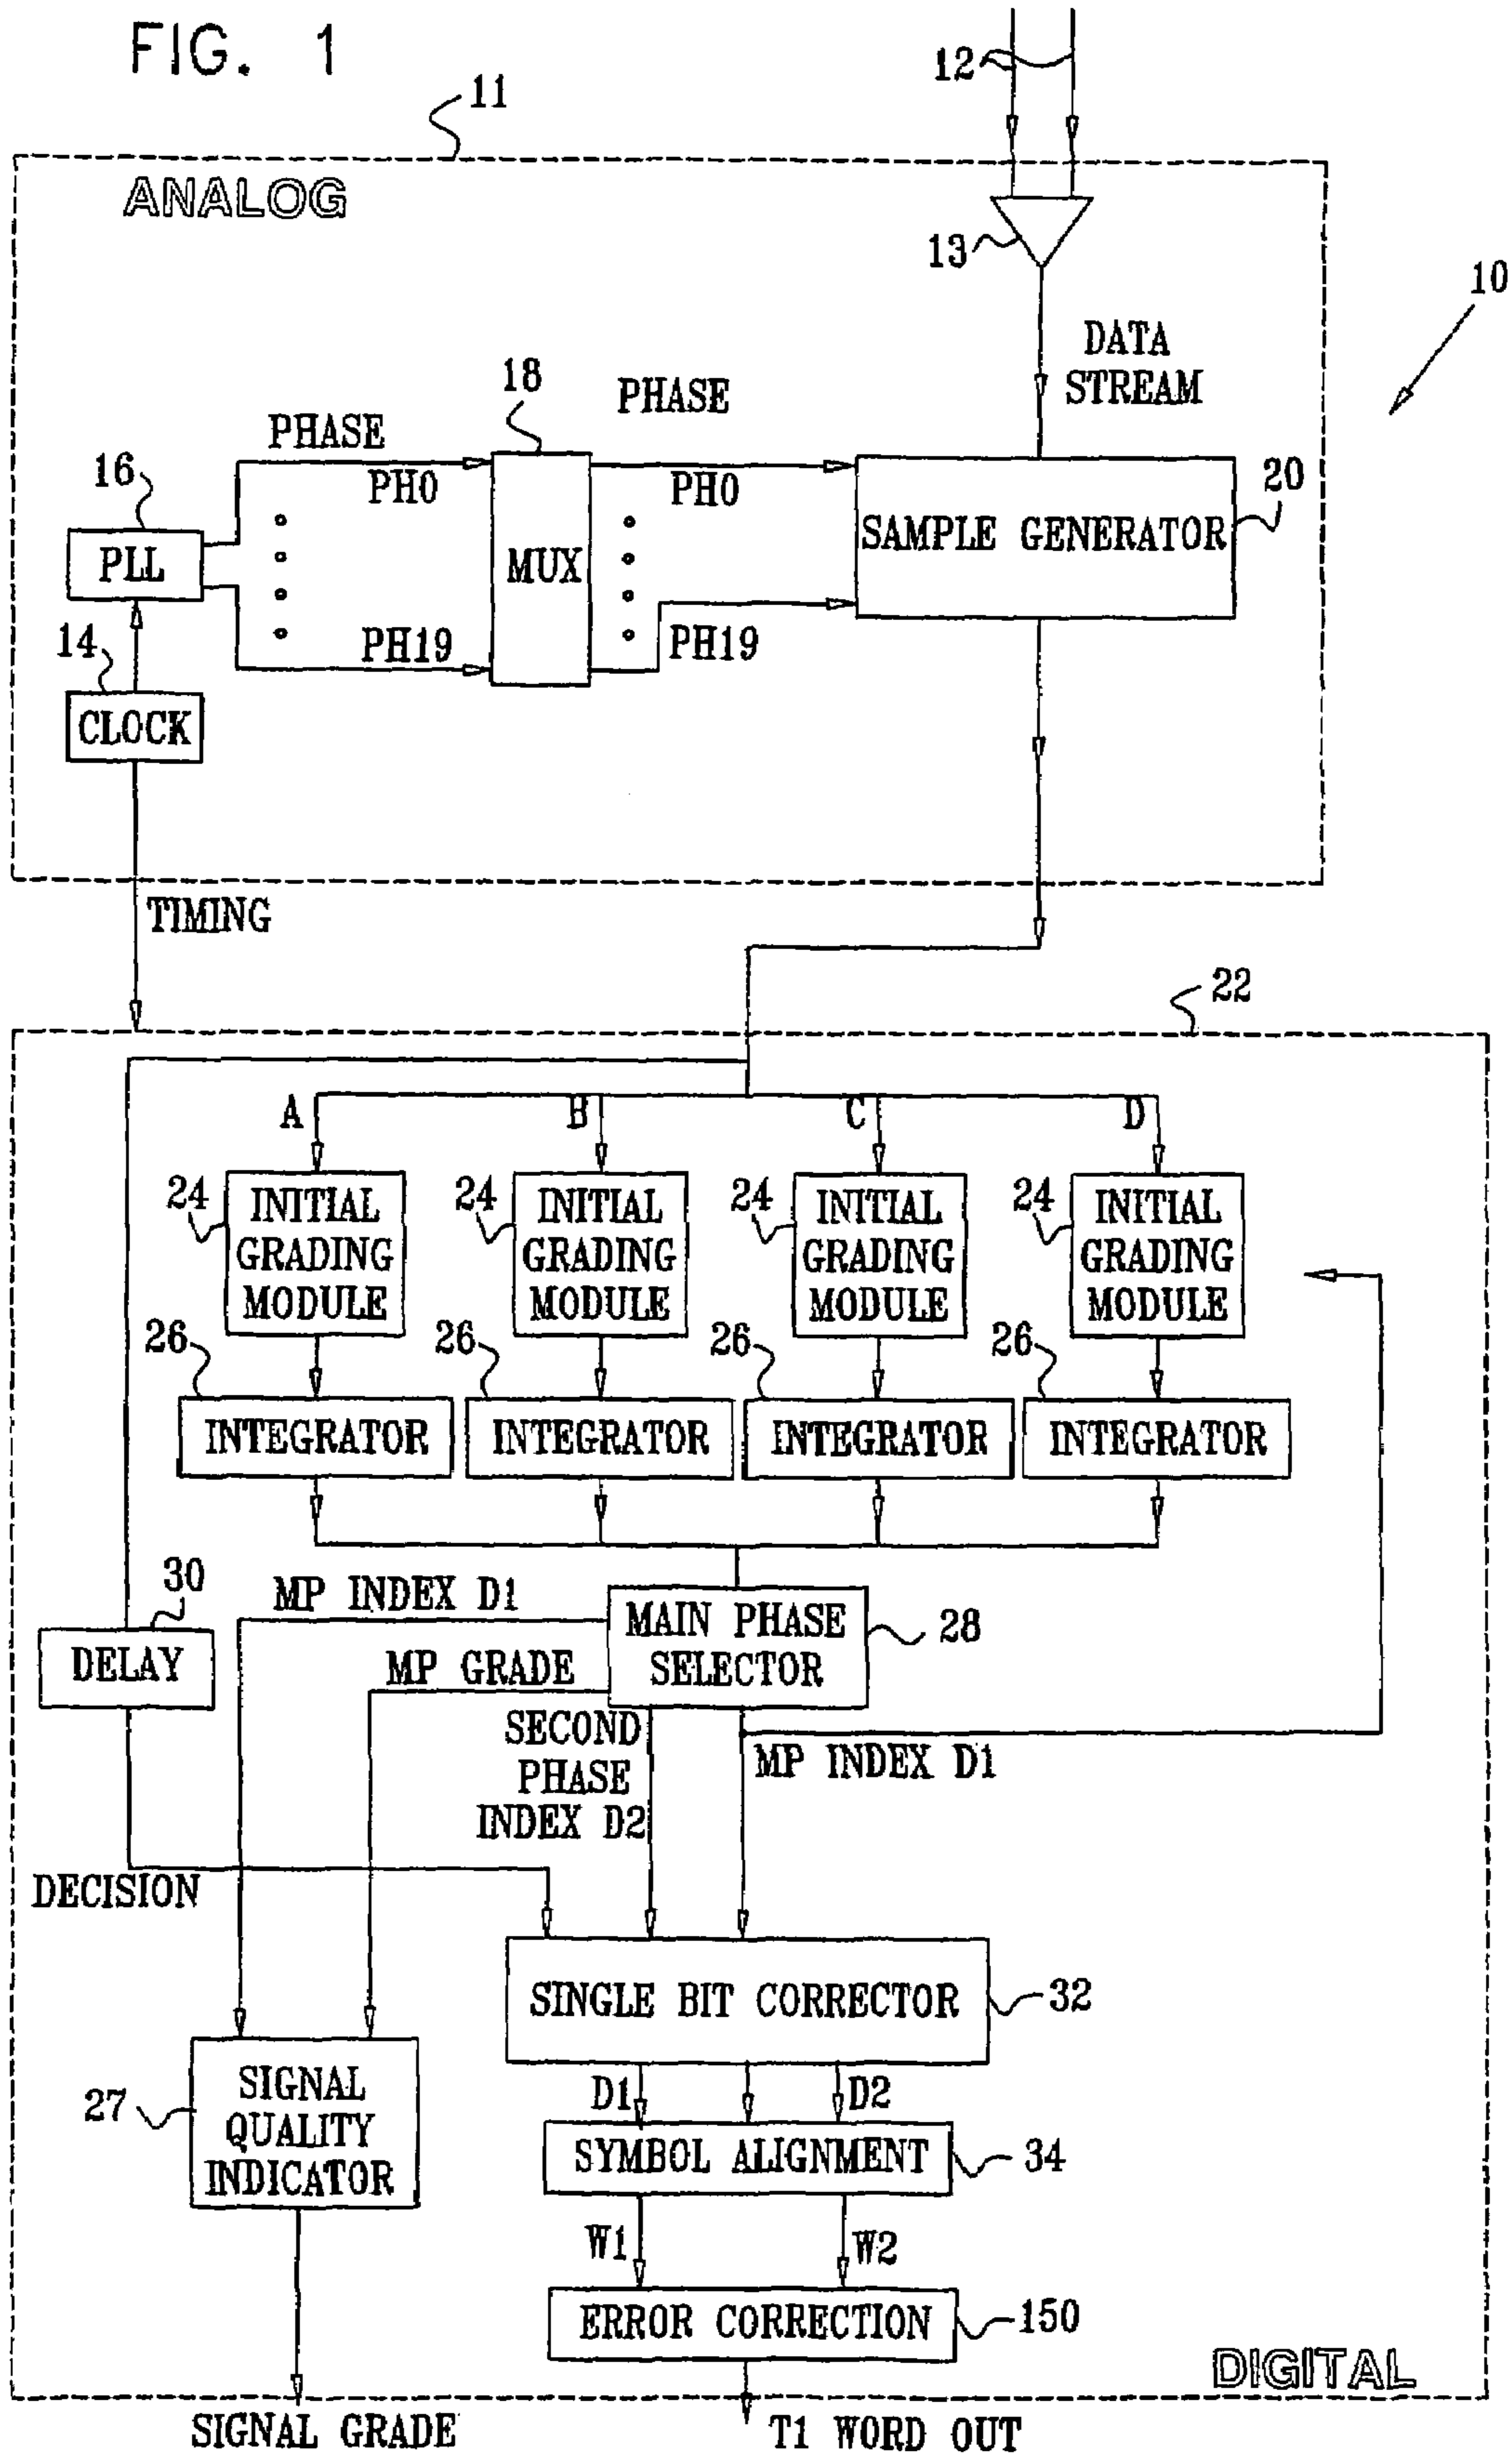 FIG. 1
12
11
ANALOG
13
10
DATA
STREAM
18
PHASE
PHASE
16
PH0
PH0
20
SAMPLE GENERATOR
PLL
MUX
14
PH19
PH19
CLOCK
TIMING
22
A
B
C
D
24
INITIAL
GRADING
MODULE
24
INITIAL
GRADING
MODULE
24
INITIAL
GRADING
MODULE
24
INITIAL
GRADING
MODULE
26
26
26
26
INTEGRATOR
INTEGRATOR
INTEGRATOR
INTEGRATOR
30
MP INDEX D1
MAIN PHASE
SELECTOR
28
DELAY
MP GRADE
SECOND
PHASE
INDEX D2
MP INDEX D1
DECISION
SINGLE BIT CORRECTOR
32
27
SIGNAL
QUALITY
INDICATOR
D1
D2
SYMBOL ALIGNMENT
34
W1
W2
ERROR CORRECTION
150
DIGITAL
SIGNAL GRADE
T1 WORD OUT